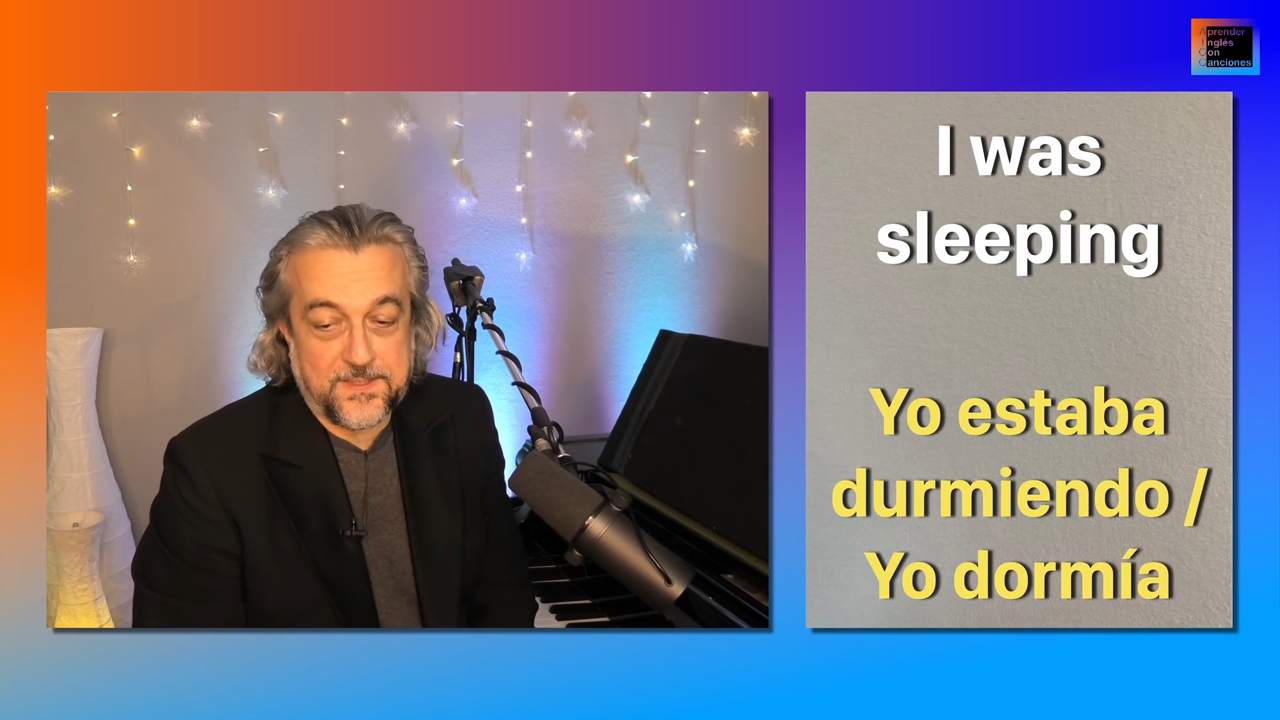 Aprender
Inglés
Con
Canciones
I was
sleeping
Yo estaba
durmiendo /
Yo dormía